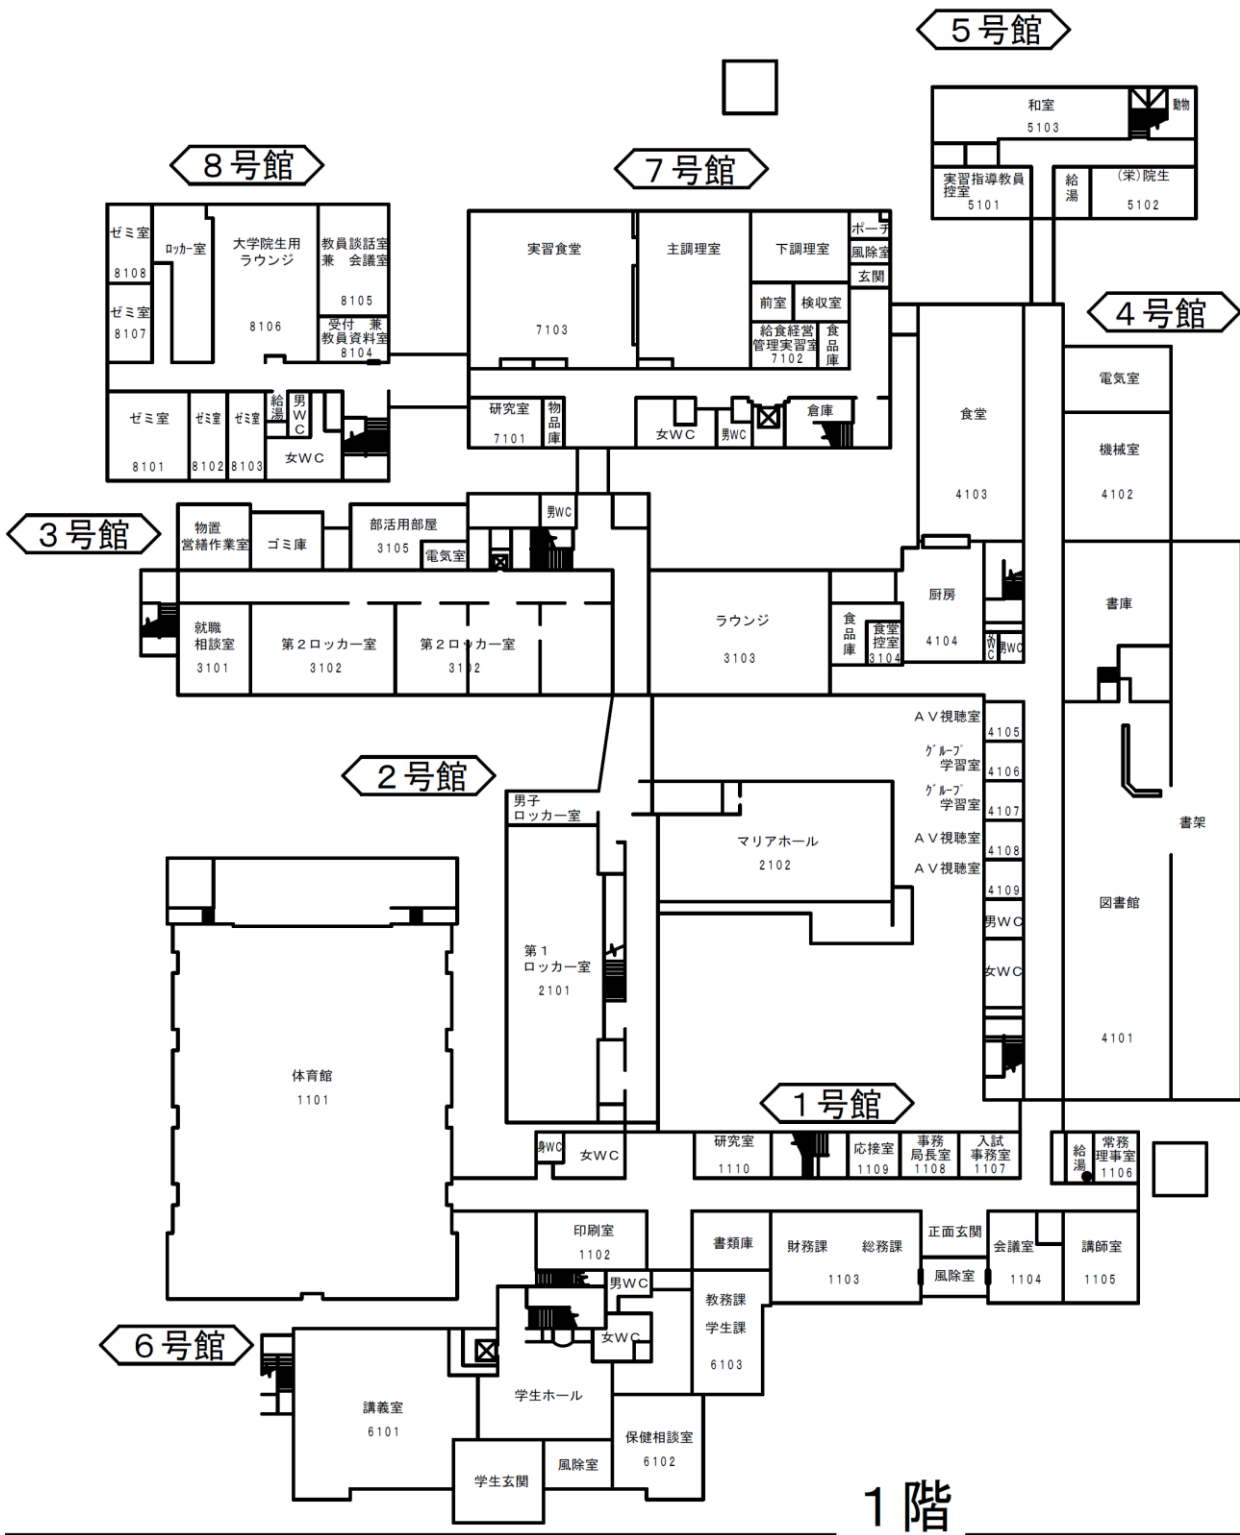 5号館
和室
5103
動物
実習指導教員
控室
5101
給
湯
(栄)院生
5102
8号館
ゼミ室
8108
ロッカー室
大学院生用
ラウンジ
8106
教員談話室
兼 会議室
8105
ゼミ室
8107
受付 兼
教員資料室
8104
ゼミ室
8101
ゼミ室
8102
ゼミ室
8103
給
湯
男
W
C
女WC
7号館
実習食堂
7103
主調理室
下調理室
ポーチ
風除室
玄関
前室
検収室
給食経営
管理実習室
7102
食
品
庫
研究室
7101
物
品
庫
女WC
男WC
倉庫
4号館
電気室
機械室
4102
食堂
4103
3号館
物置
営繕作業室
ゴミ庫
部活用部屋
3105
電気室
男WC
就職
相談室
3101
第2ロッカー室
3102
第2ロッカー室
3102
ラウンジ
3103
食
品
庫
食堂
控室
3104
厨房
4104
男WC
書庫
AV視聴室
4105
グループ
学習室
4106
グループ
学習室
4107
AV視聴室
4108
AV視聴室
4109
男WC
女WC
書架
図書館
4101
2号館
男子
ロッカー室
マリアホール
2102
第1
ロッカー室
2101
体育館
1101
1号館
身WC
女WC
研究室
1110
応接室
1109
事務
局長室
1108
入試
事務室
1107
給
湯
常務
理事室
1106
印刷室
1102
書類庫
財務課 総務課
1103
正面玄関
風除室
会議室
1104
講師室
1105
6号館
男WC
女WC
教務課
学生課
6103
講義室
6101
学生ホール
保健相談室
6102
学生玄関
風除室
1階